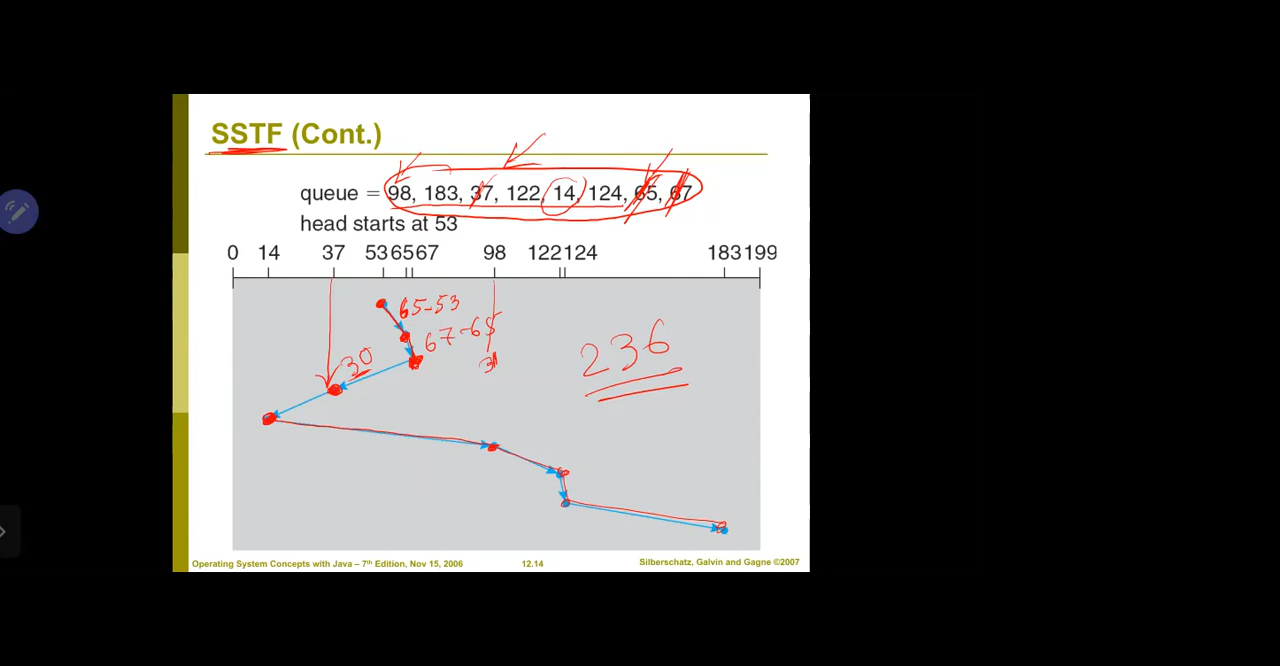 SSTF (Cont.)
queue = 98, 183, 37, 122, 14, 124, 65, 67
head starts at 53
0 14 37 53 65 67 98 122 124 183 199
65-53
67-65
31
30
236
Operating System Concepts with Java – 7th Edition, Nov 15, 2006 12.14 Silberschatz, Galvin and Gagne ©2007